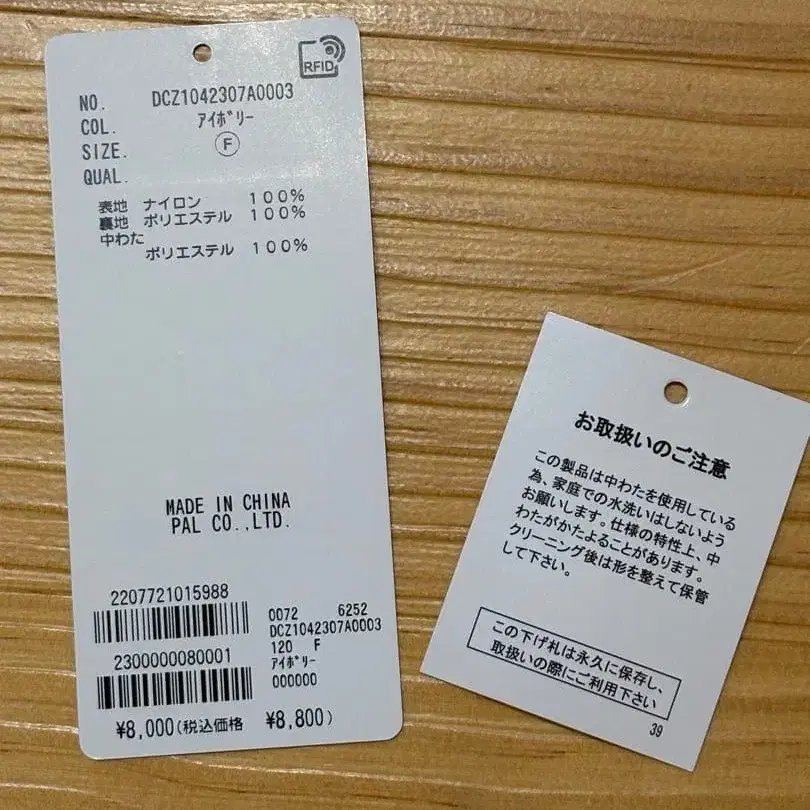 RFID
NO. DCZ1042307A0003
COL. ｱｲﾎﾞﾘｰ
SIZE. Ⓕ
QUAL.
表地 ナイロン 100%
裏地 ポリエステル 100%
中わた
ポリエステル 100%
MADE IN CHINA
PAL CO.,LTD.
2207721015988
2300000080001
0072 6252
DCZ1042307A0003
120 F
ｱｲﾎﾞﾘｰ
000000
¥8,000(税込価格 ¥8,800)
お取扱いのご注意
この製品は中わたを使用している
為、家庭での水洗いはしないよう
お願いします。仕様の特性上、中
わたがかたよることがあります。
クリーニング後は形を整えて保管
して下さい。
この下げ札は永久に保存し、
取扱いの際にご利用下さい
39